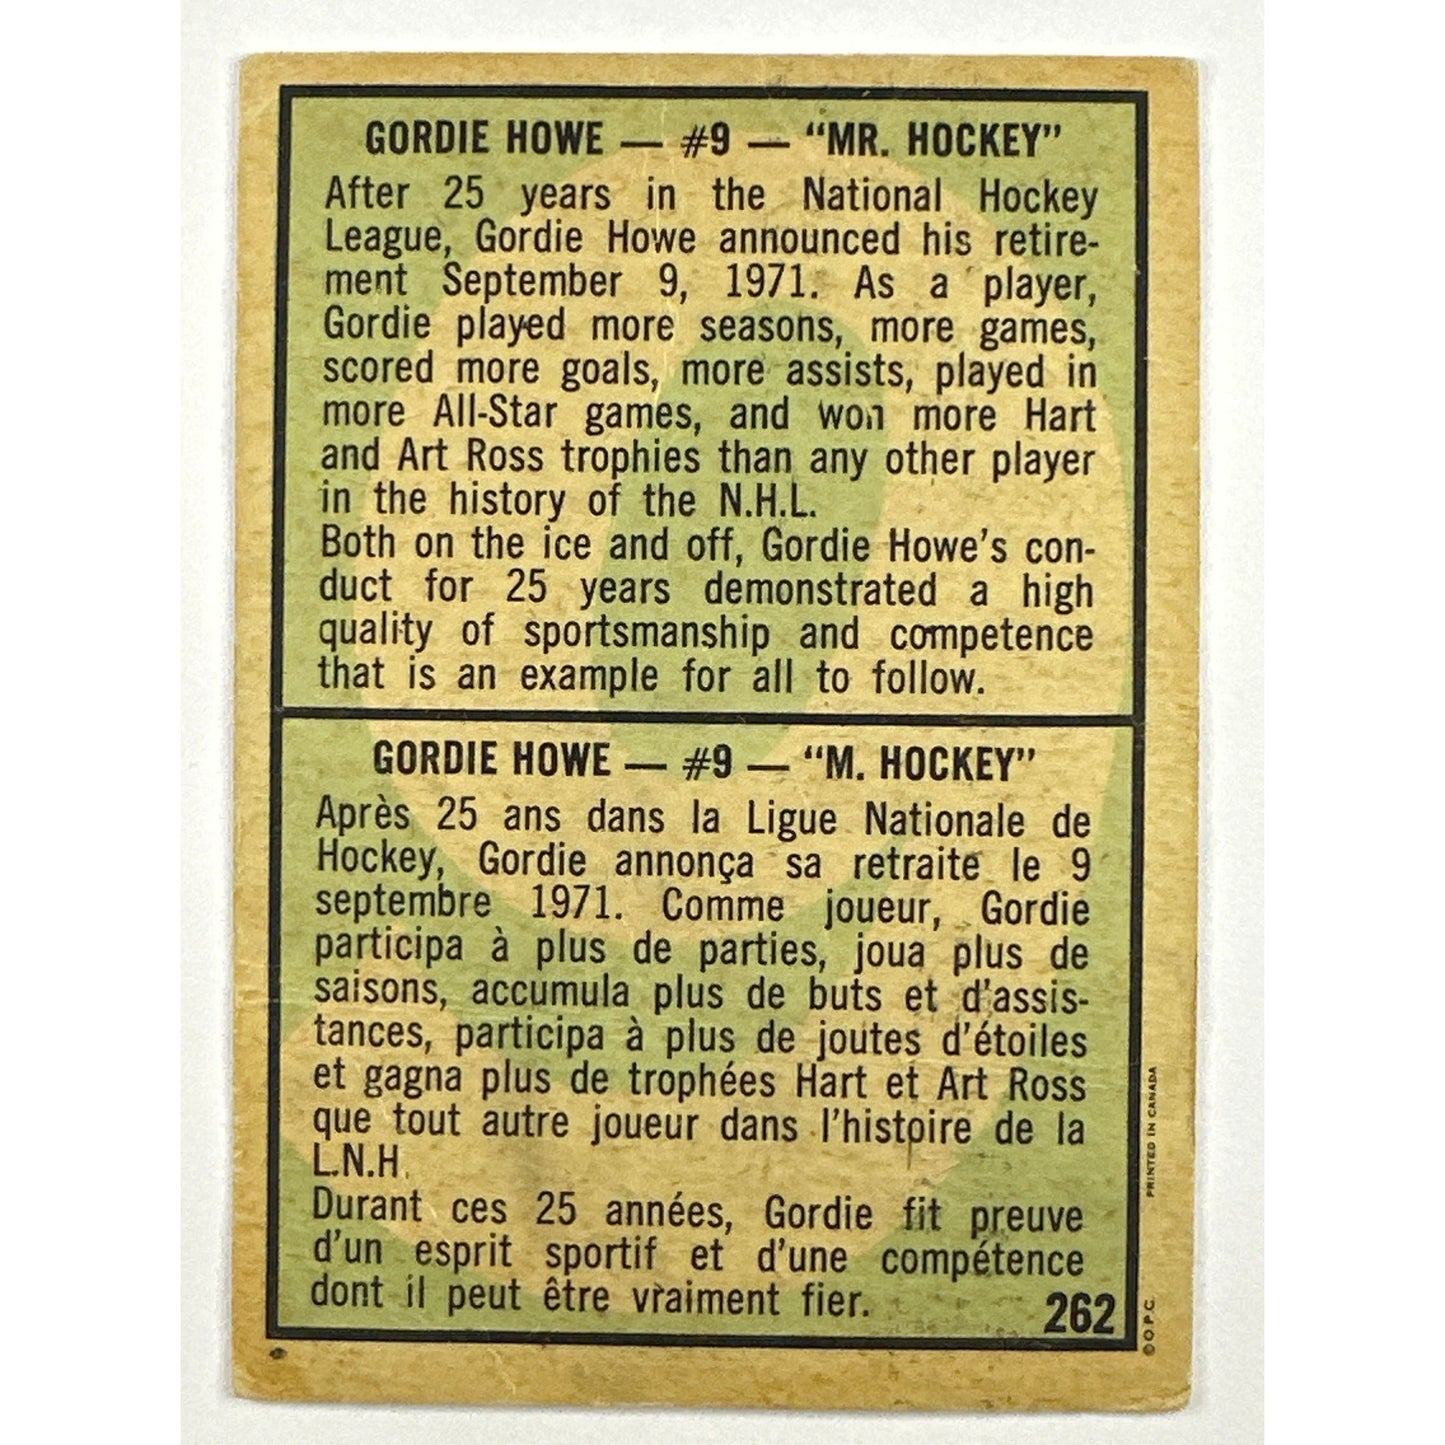 GORDIE HOWE — #9 — “MR. HOCKEY”
After 25 years in the National Hockey
League, Gordie Howe announced his retire-
ment September 9, 1971. As a player,
Gordie played more seasons, more games,
scored more goals, more assists, played in
more All-Star games, and won more Hart
and Art Ross trophies than any other player
in the history of the N.H.L.
Both on the ice and off, Gordie Howe’s con-
duct for 25 years demonstrated a high
quality of sportsmanship and competence
that is an example for all to follow.
GORDIE HOWE — #9 — “M. HOCKEY”
Après 25 ans dans la Ligue Nationale de
Hockey, Gordie annonça sa retraite le 9
septembre 1971. Comme joueur, Gordie
participa à plus de parties, joua plus de
saisons, accumula plus de buts et d’assis-
tances, participa à plus de joutes d’étoiles
et gagna plus de trophées Hart et Art Ross
que tout autre joueur dans l’histoire de la
L.N.H.
Durant ces 25 années, Gordie fit preuve
d’un esprit sportif et d’une compétence
dont il peut être vraiment fier.
262
©O.P.C.
PRINTED IN CANADA